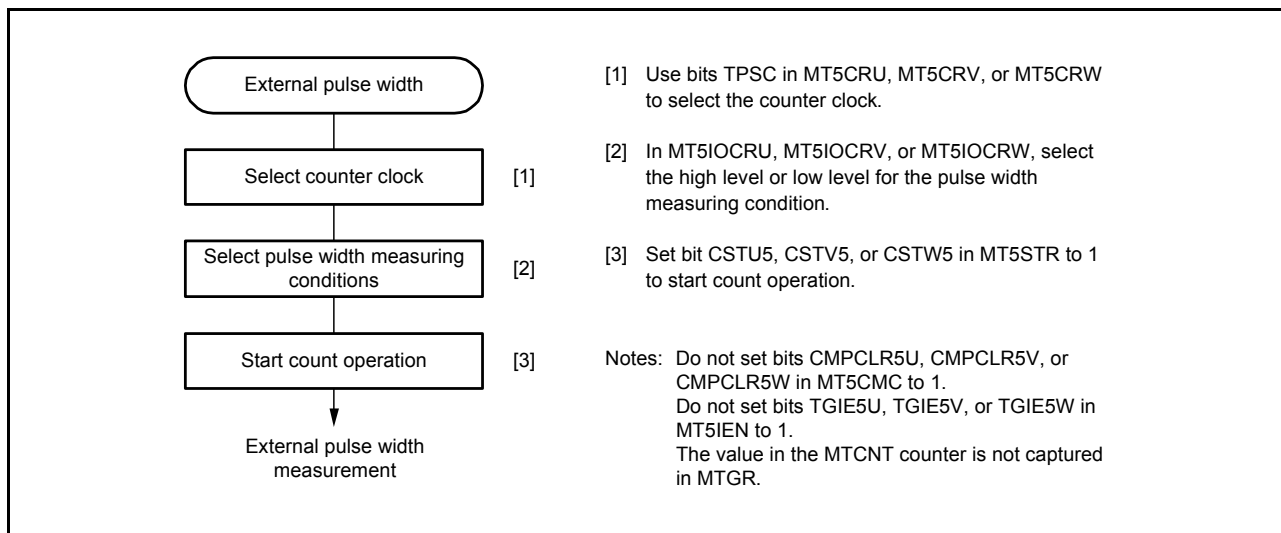 External pulse width
Select counter clock [1]
Select pulse width measuring
conditions
[2]
Start count operation [3]
External pulse width
measurement
[1] Use bits TPSC in MT5CRU, MT5CRV, or MT5CRW
to select the counter clock.
[2] In MT5IOCRU, MT5IOCRV, or MT5IOCRW, select
the high level or low level for the pulse width
measuring condition.
[3] Set bit CSTU5, CSTV5, or CSTW5 in MT5STR to 1
to start count operation.
Notes: Do not set bits CMPCLR5U, CMPCLR5V, or
CMPCLR5W in MT5CMC to 1.
Do not set bits TGIE5U, TGIE5V, or TGIE5W in
MT5IEN to 1.
The value in the MTCNT counter is not captured
in MTGR.